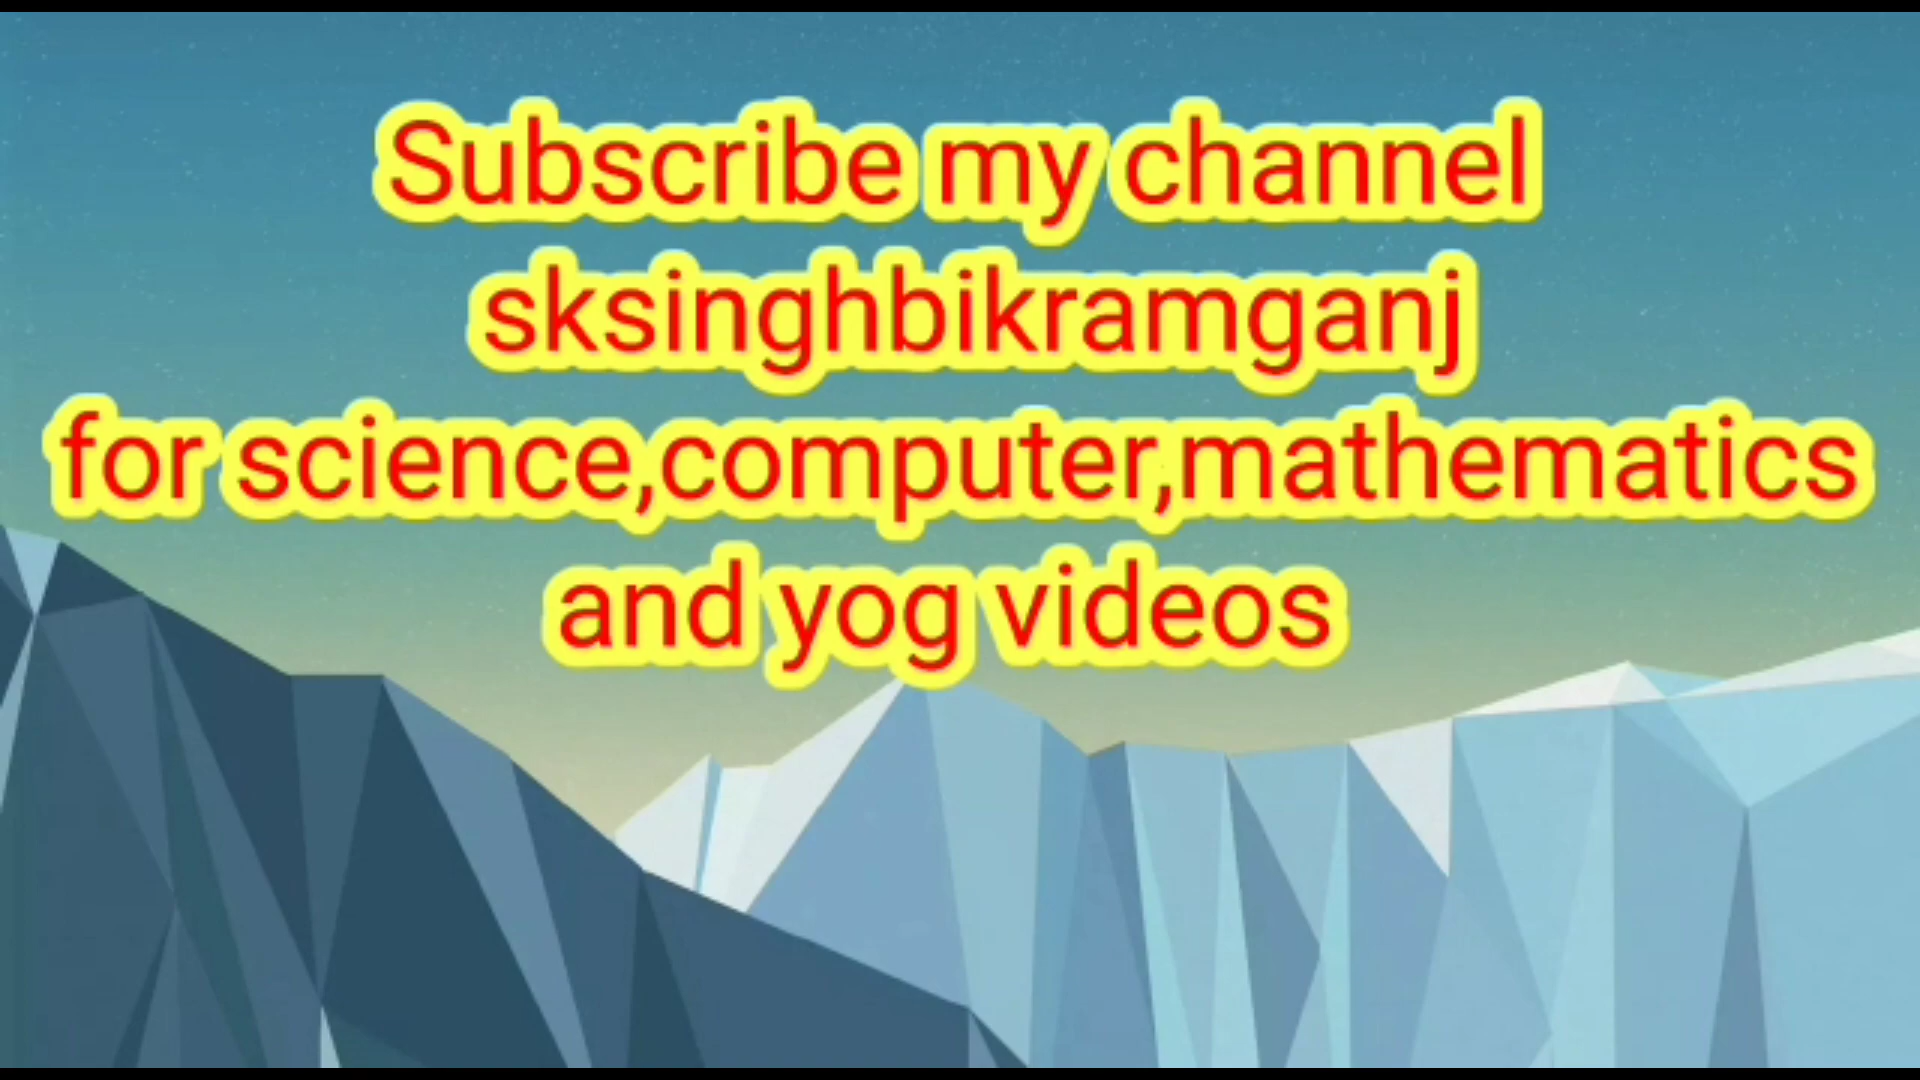 Subscribe my channel
sksinghbikramganj
for science,computer,mathematics
and yog videos